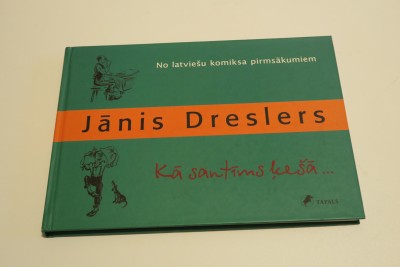 No latviešu komiksa pirmsākumiem
Jānis Dreslers
Kā santīms ķešā...